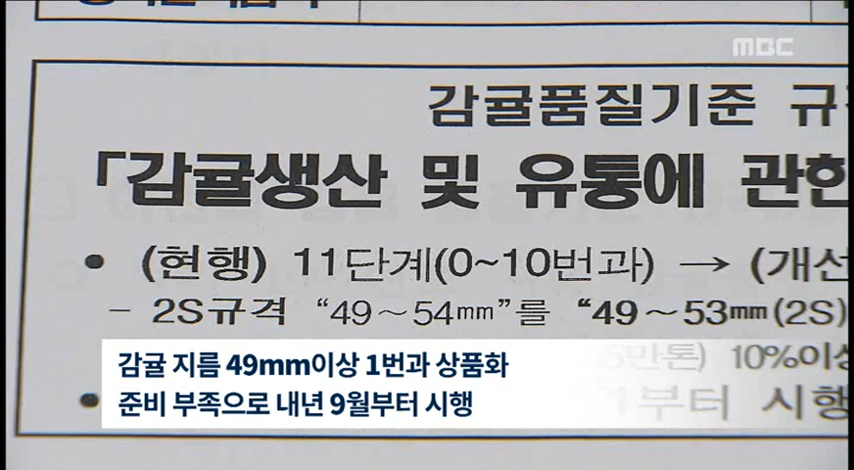 MBC
감귤품질기준 규
「감귤생산 및 유통에 관한
• (현행) 11단계(0~10번과) → (개선
- 2S규격 “49~54㎜”를 “49~53㎜(2S)
만톤) 10%이상
감귤 지름 49mm이상 1번과 상품화
준비 부족으로 내년 9월부터 시행
부터 시행